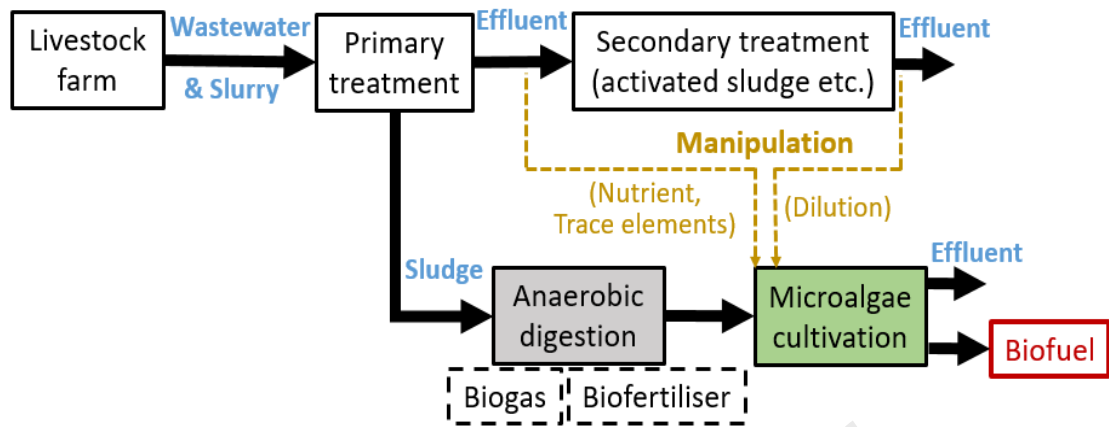 Livestock
farm
Wastewater
& Slurry
Primary
treatment
Effluent
Secondary treatment
(activated sludge etc.)
Effluent
Manipulation
(Nutrient,
Trace elements)
(Dilution)
Sludge
Anaerobic
digestion
Microalgae
cultivation
Effluent
Biofuel
Biogas
Biofertiliser